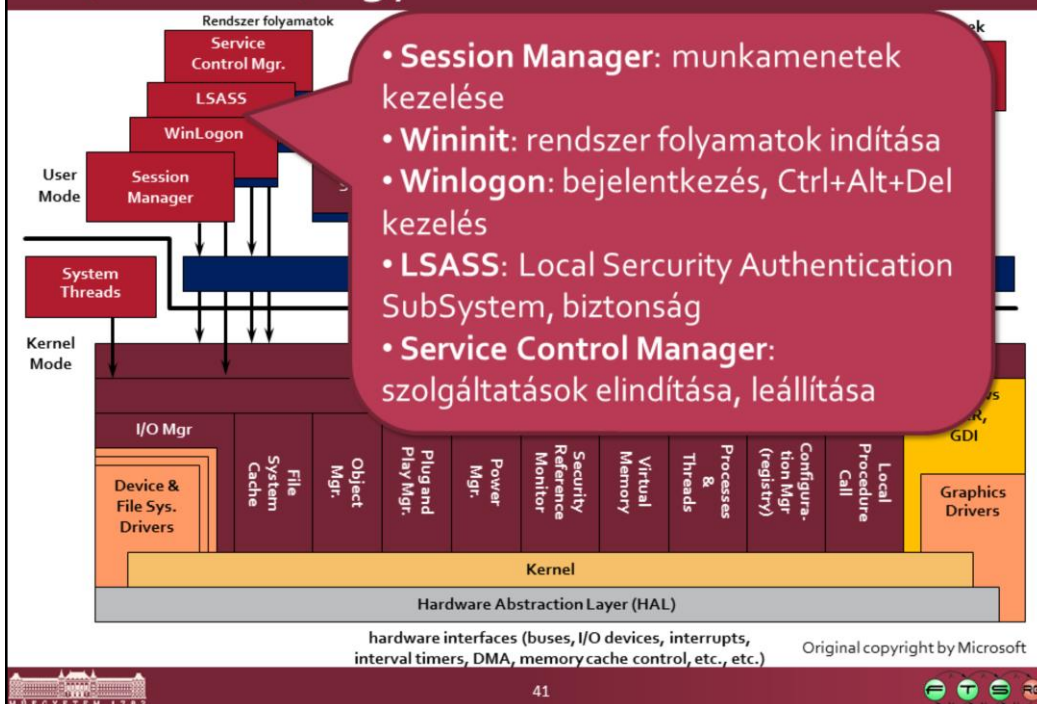 Rendszer folyamatok
Service
Control Mgr.
LSASS
WinLogon
Session
Manager
User
Mode
System
Threads
Kernel
Mode
• Session Manager: munkamenetek
kezelése
• Wininit: rendszer folyamatok indítása
• Winlogon: bejelentkezés, Ctrl+Alt+Del
kezelés
• LSASS: Local Sercurity Authentication
SubSystem, biztonság
• Service Control Manager:
szolgáltatások elindítása, leállítása
I/O Mgr
Device &
File Sys.
Drivers
File
System
Cache
Object
Mgr.
Plug and
Play Mgr.
Power
Mgr.
Security
Reference
Monitor
Virtual
Memory
Processes
&
Threads
Configura-
tion Mgr
(registry)
Local
Procedure
Call
GDI
Graphics
Drivers
Kernel
Hardware Abstraction Layer (HAL)
hardware interfaces (buses, I/O devices, interrupts,
interval timers, DMA, memory cache control, etc., etc.)
Original copyright by Microsoft
MŰEGYETEM 1782
41
F T S RG